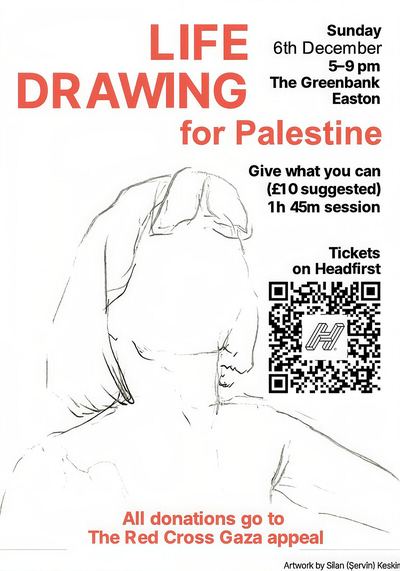 LIFE
DRAWING
for Palestine
Sunday
6th December
5–9 pm
The Greenbank
Easton
Give what you can
(£10 suggested)
1h 45m session
Tickets
on Headfirst
All donations go to
The Red Cross Gaza appeal
Artwork by Silan (Şervîn) Keskin